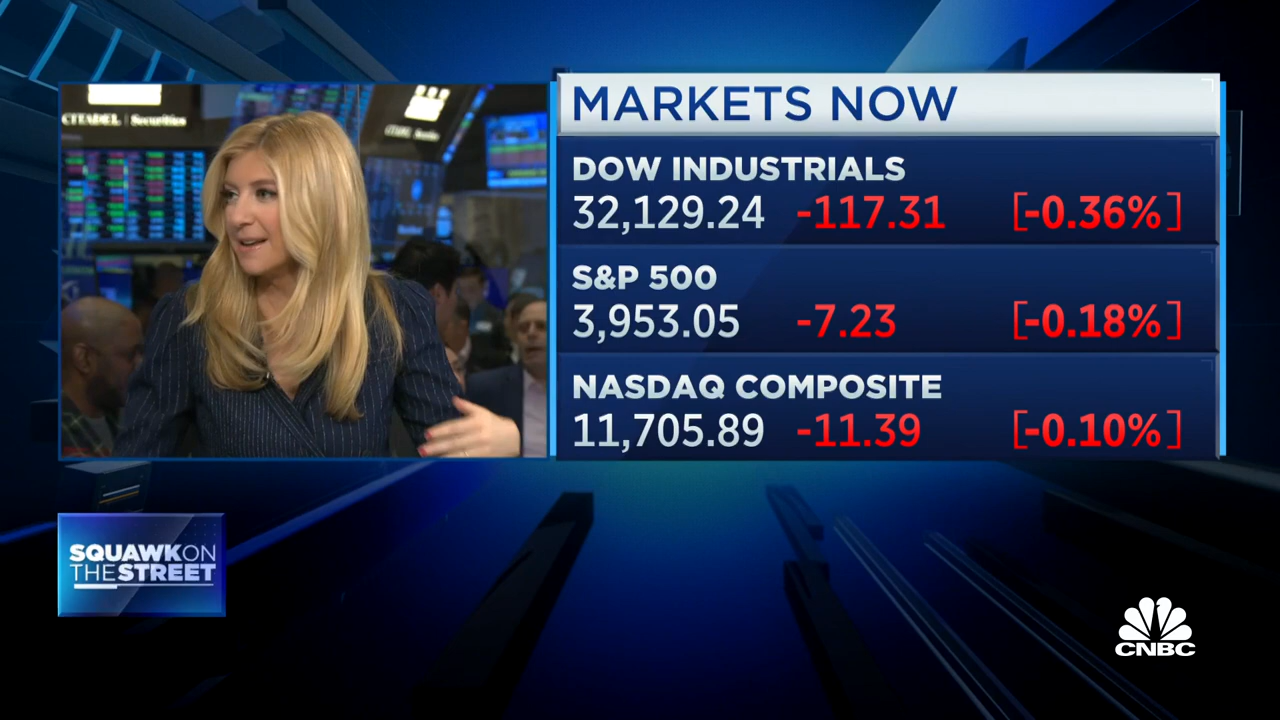 CITADEL | Securities
MARKETS NOW
DOW INDUSTRIALS
32,129.24 -117.31 [-0.36%]
S&P 500
3,953.05 -7.23 [-0.18%]
NASDAQ COMPOSITE
11,705.89 -11.39 [-0.10%]
SQUAWK ON
THE STREET
CNBC